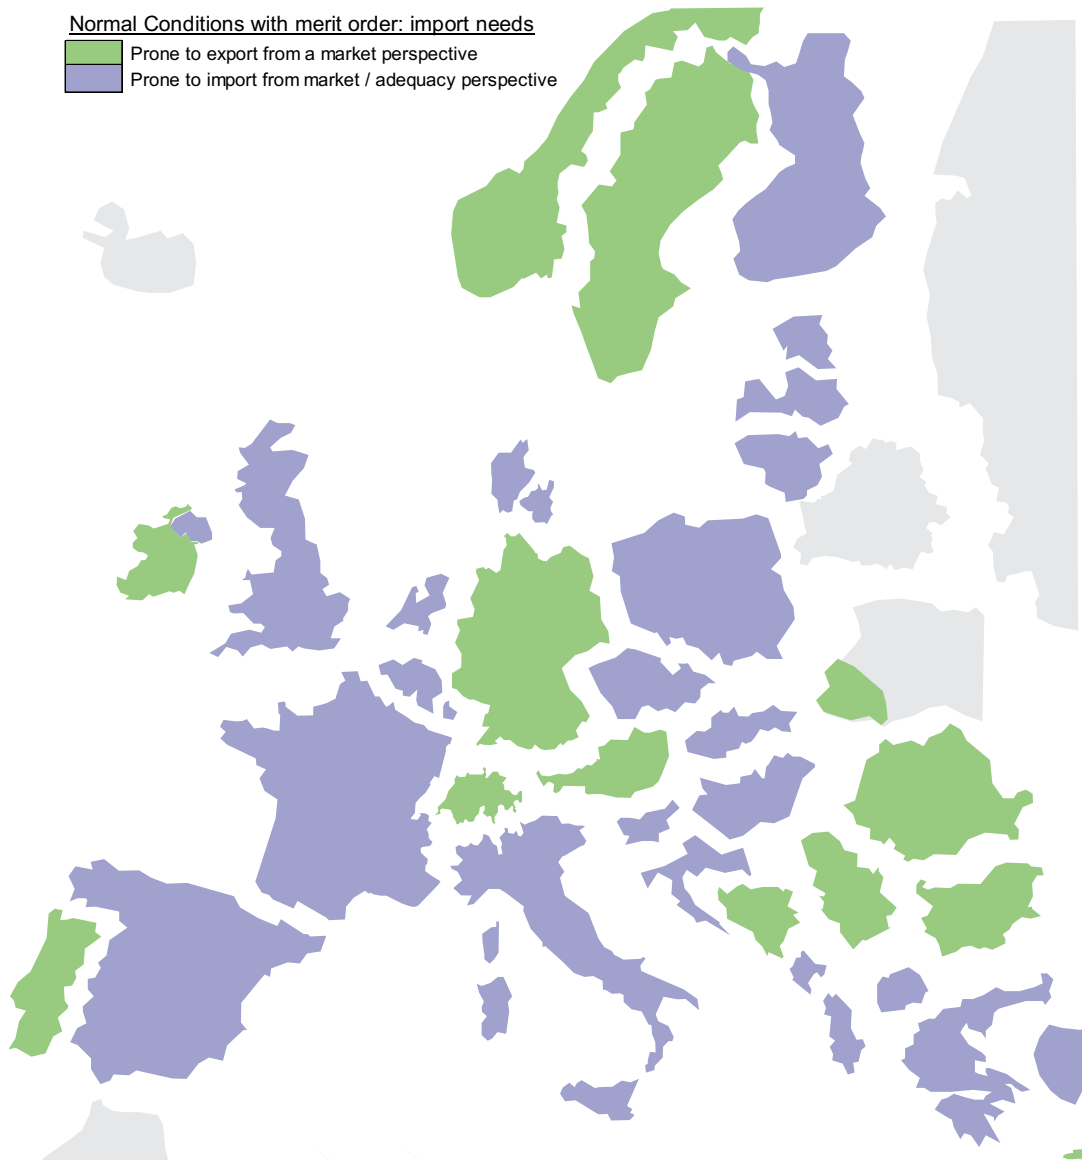 Normal Conditions with merit order: import needs
Prone to export from a market perspective
Prone to import from market / adequacy perspective